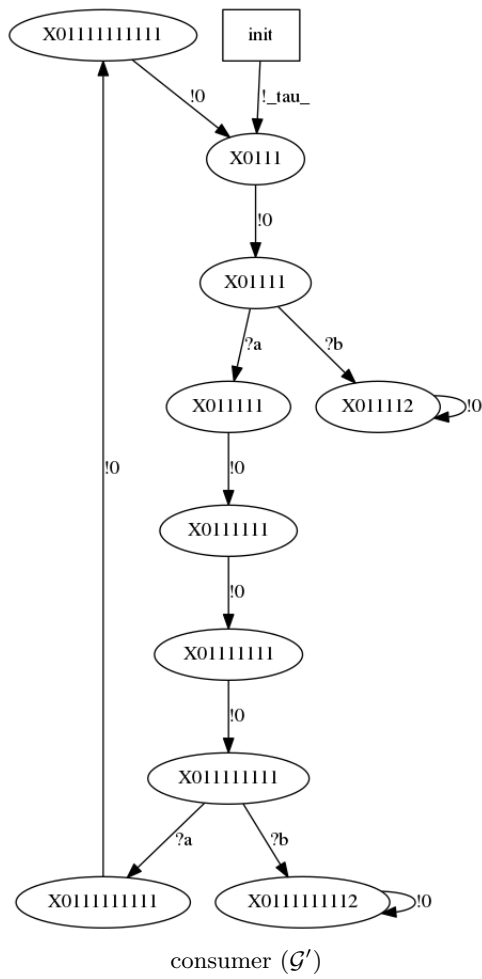 X01111111111
init
!0
!_tau_
X0111
!0
X01111
?a
?b
X011111
X011112
!0
!0
!0
X0111111
!0
X01111111
!0
X011111111
?a
?b
X0111111111
X0111111112
!0
consumer (𝒢′)